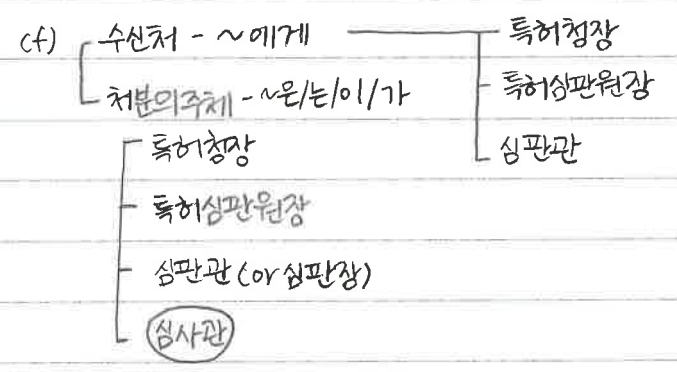 cf) 수신처 - ~에게 특허청장
처분의주체 - ~은/는/이/가 특허심판원장
특허청장 심판관
특허심판원장
심판관 (or 심판장)
심사관